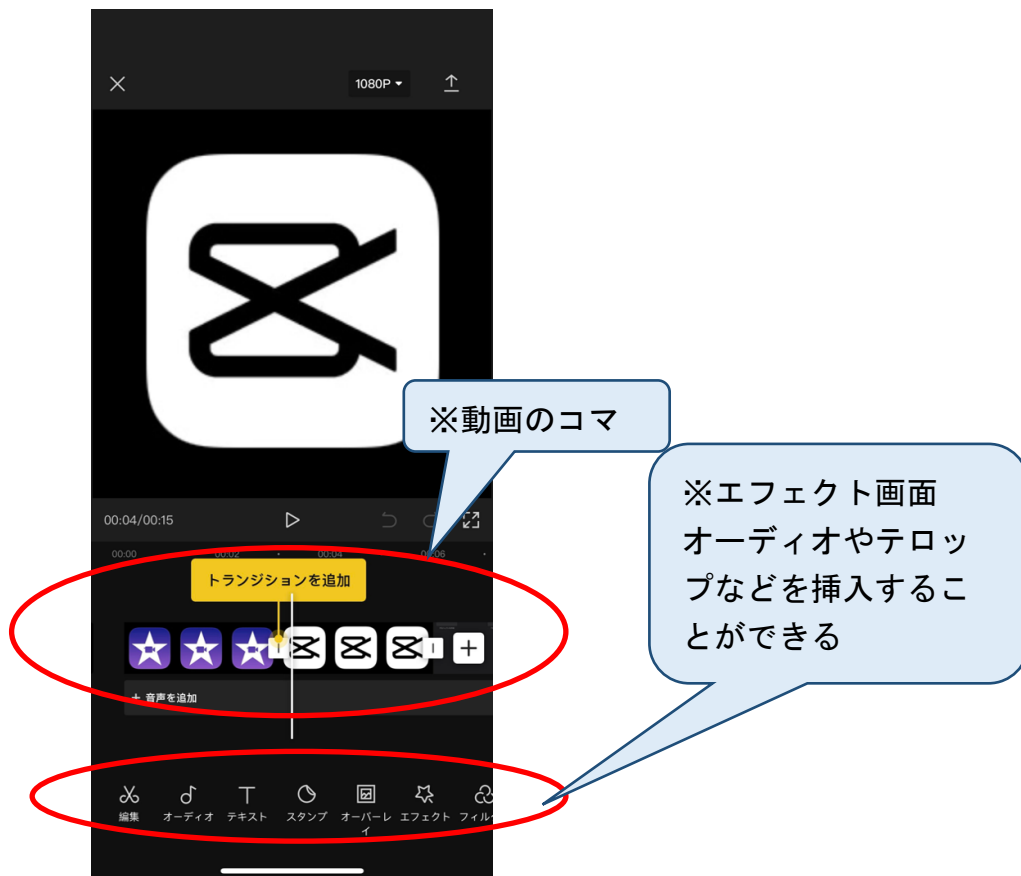 1080P
※動画のコマ
※エフェクト画面
オーディオやテロッ
プなどを挿入するこ
とができる
00:04/00:15
00:00
00:02
00:04
トランジションを追加
+ 音声を追加
編集
オーディオ
テキスト
スタンプ
オーバーレ
イ
エフェクト